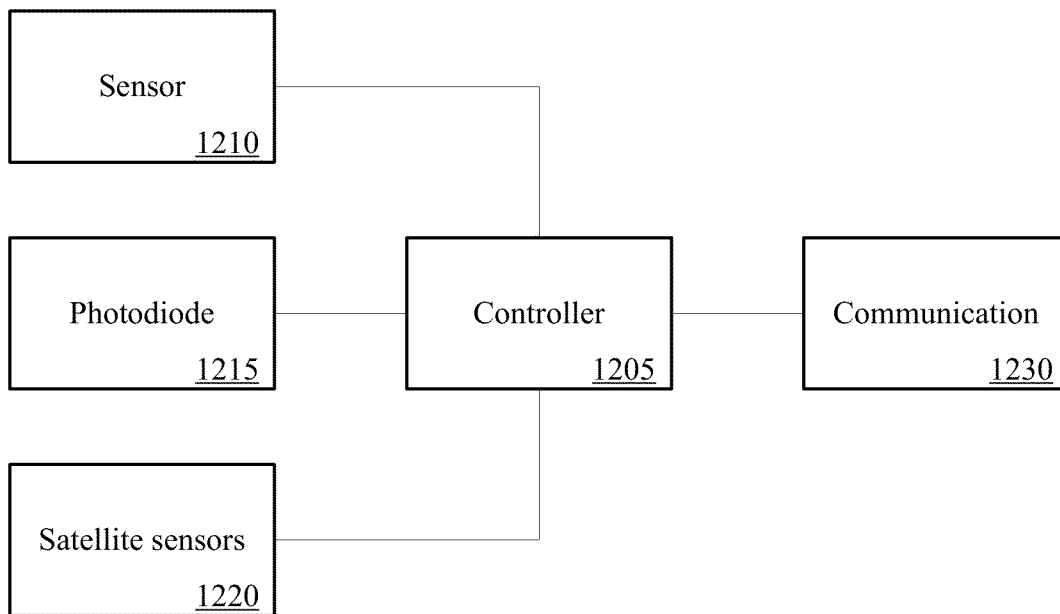 Sensor
1210
Photodiode
1215
Controller
1205
Communication
1230
Satellite sensors
1220